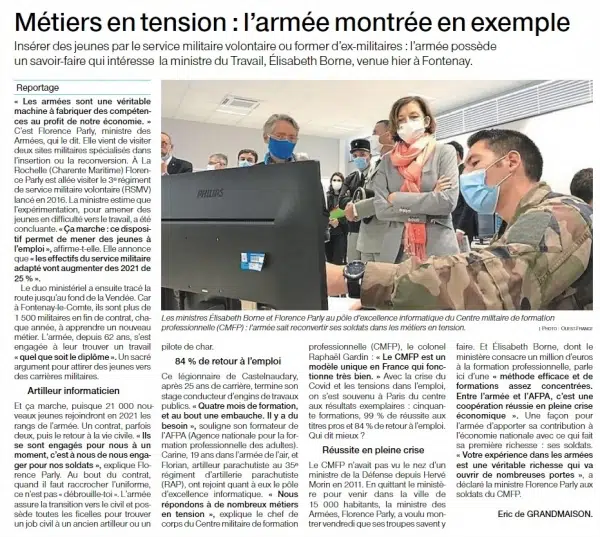 Métiers en tension : l'armée montrée en exemple
Insérer des jeunes par le service militaire volontaire ou former d'ex-militaires : l'armée possède
un savoir-faire qui intéresse la ministre du Travail, Élisabeth Borne, venue hier à Fontenay.
Reportage
« Les armées sont une véritable
machine à fabriquer des compéten-
ces au profit de notre économie. »
C'est Florence Parly, ministre des
Armées, qui le dit. Elle vient de visiter
deux sites militaires spécialisés dans
l'insertion ou la reconversion. À La
Rochelle (Charente Maritime) Floren-
ce Parly est allée visiter le 3e régiment
de service militaire volontaire (RSMV)
lancé en 2016. La ministre estime que
l'expérimentation, pour amener des
jeunes en difficulté vers le travail, a été
concluante. « Ça marche : ce disposi-
tif permet de mener des jeunes à
l'emploi », affirme-t-elle. Elle annonce
que « les effectifs du service militaire
adapté vont augmenter des 2021 de
25 % ».
Le duo ministériel a ensuite tracé la
route jusqu'au fond de la Vendée. Car
à Fontenay-le-Comte, ils sont plus de
1 500 militaires en fin de contrat, cha-
que année, à apprendre un nouveau
métier. L'armée, depuis 62 ans, s'est
engagée à leur trouver un travail
« quel que soit le diplôme ». Un sacré
argument pour attirer des jeunes vers
des carrières militaires.
Artilleur informaticien
Et ça marche, puisque 21 000 nou-
veaux jeunes rejoindront en 2021 les
rangs de l'armée. Un contrat, parfois
deux, puis le retour à la vie civile. « Ils
se sont engagés pour nous à un
moment, c'est à nous de nous enga-
ger pour nos soldats », explique Flo-
rence Parly. Au bout du contrat,
quand il faut raccrocher l'uniforme,
ce n'est pas « débrouille-toi ». L'armée
assure la transition vers le civil et pos-
sède toutes les ficelles pour trouver
un job civil à un ancien artilleur ou un
PHILIPS
Les ministres Élisabeth Borne et Florence Parly au pôle d'excellence informatique du Centre militaire de formation
professionnelle (CMFP) : l'armée sait reconvertir ses soldats dans les métiers en tension.
| PHOTO : OUEST FRANCE
pilote de char.
84 % de retour à l'emploi
Ce légionnaire de Castelnaudary,
après 25 ans de carrière, termine son
stage conducteur d'engins de travaux
publics. « Quatre mois de formation,
et au bout une embauche. Il y a du
besoin », souligne son formateur de
l'AFPA (Agence nationale pour la for-
mation professionnelle des adultes).
Carine, 19 ans dans l'armée de l'air, et
Florian, artilleur parachutiste au 35e
régiment d'artillerie parachutiste
(RAP), ont rejoint quant à eux le pôle
d'excellence informatique. « Nous
répondons à de nombreux métiers
en tension », explique le chef de
corps du Centre militaire de formation
professionnelle (CMFP), le colonel
Raphaël Gardin : « Le CMFP est un
modèle unique en France qui fonc-
tionne très bien. » Avec la crise du
Covid et les tensions dans l'emploi,
on s'est souvenu à Paris du centre
aux résultats exemplaires : cinquan-
te formations, 99 % de réussite aux
titres pros et 84 % de retour à l'emploi.
Qui dit mieux ?
Réussite en pleine crise
Le CMFP n'avait pas vu le nez d'un
ministre de la Défense depuis Hervé
Morin en 2011. En quittant le ministè-
re pour venir dans la ville de
15 000 habitants, la ministre des
Armées, Florence Parly, a voulu mon-
trer vendredi que ses troupes savent y
faire. Et Élisabeth Borne, dont le
ministère consacre un million d'euros
à la formation professionnelle, parle
ici d'une « méthode efficace et de
formations assez concentrées.
Entre l'armée et l'AFPA, c'est une
coopération réussie en pleine crise
économique ». Une façon pour
l'armée d'apporter sa contribution à
l'économie nationale avec ce qui fait
sa première richesse : ses soldats.
« Votre expérience dans les armées
est une véritable richesse qui va
ouvrir de nombreuses portes », a
déclaré la ministre Florence Parly aux
soldats du CMFP.
Eric de GRANDMAISON.